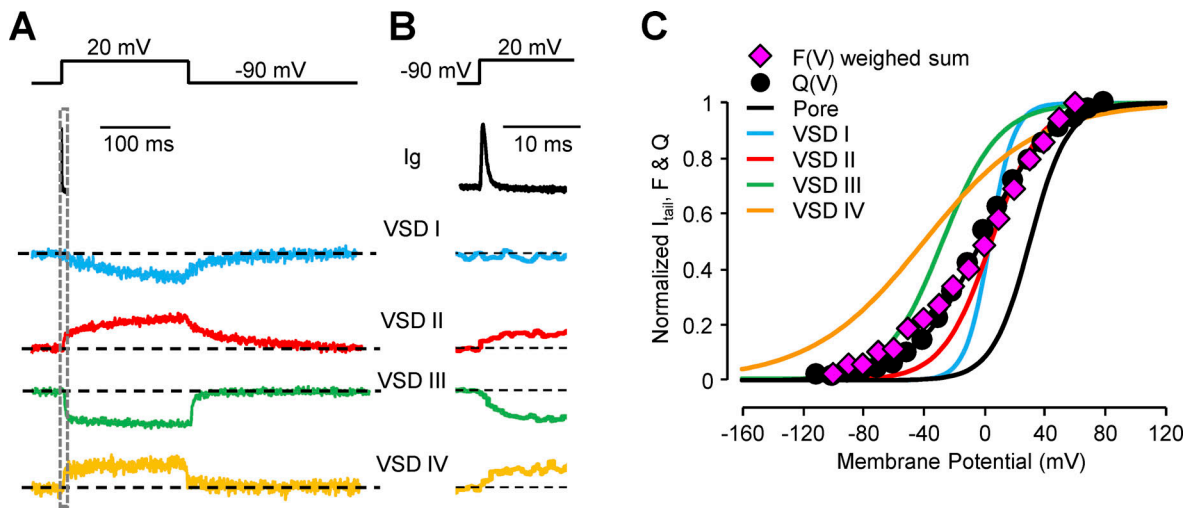 A
20 mV
-90 mV
100 ms
B
20 mV
-90 mV
10 ms
Ig
VSD I
VSD II
VSD III
VSD IV
C
F(V) weighed sum
Q(V)
Pore
VSD I
VSD II
VSD III
VSD IV
Normalized Itail, F & Q
1
0.8
0.6
0.4
0.2
0
-160 -120 -80 -40 0 40 80 120
Membrane Potential (mV)